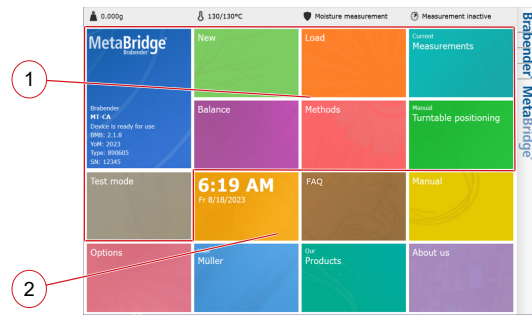 0.000g
130/130°C
Moisture measurement
Measurement inactive
MetaBridge
Brabender
Brabender
MT-CA
Device is ready for use
BMB: 2.1.8
YoM: 2023
Type: 890605
SN: 12345
New
Load
Current
Measurements
Balance
Methods
Manual
Turntable positioning
Test mode
6:19 AM
Fr 8/18/2023
FAQ
Manual
Options
Müller
Our
Products
About us
Brabender MetaBridge
1
2